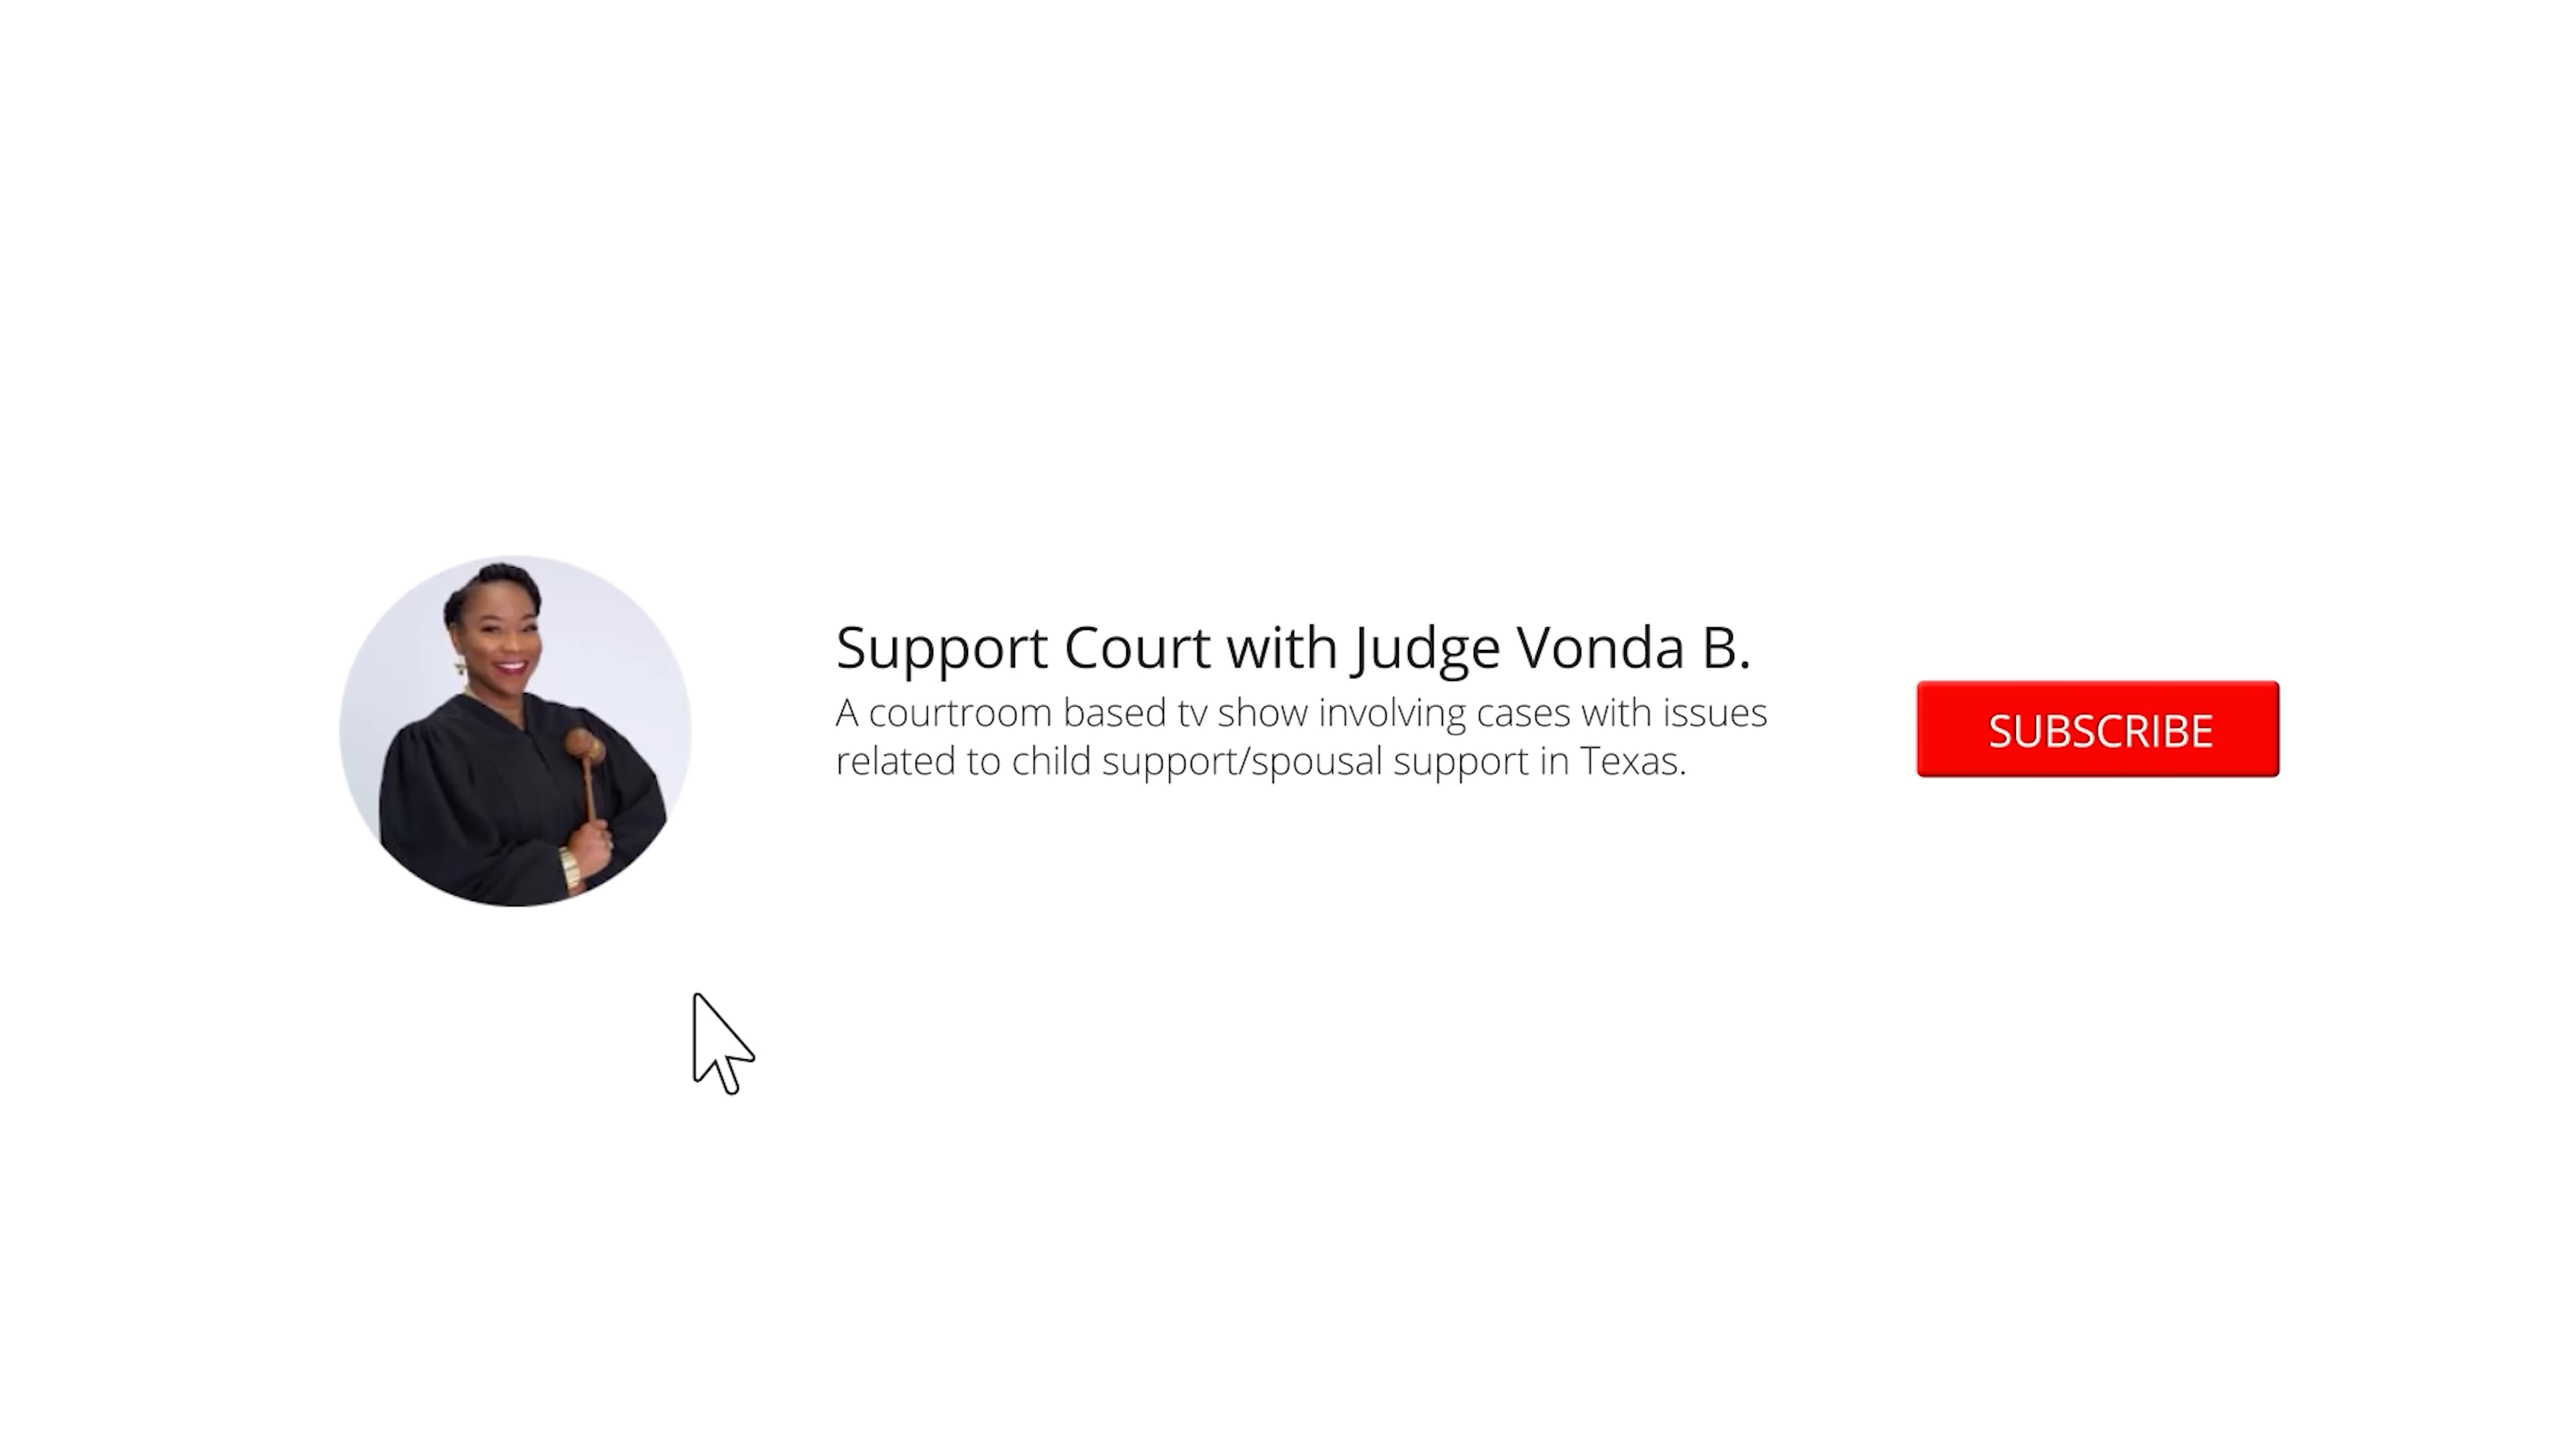 Support Court with Judge Vonda B.
A courtroom based tv show involving cases with issues
related to child support/spousal support in Texas.
SUBSCRIBE